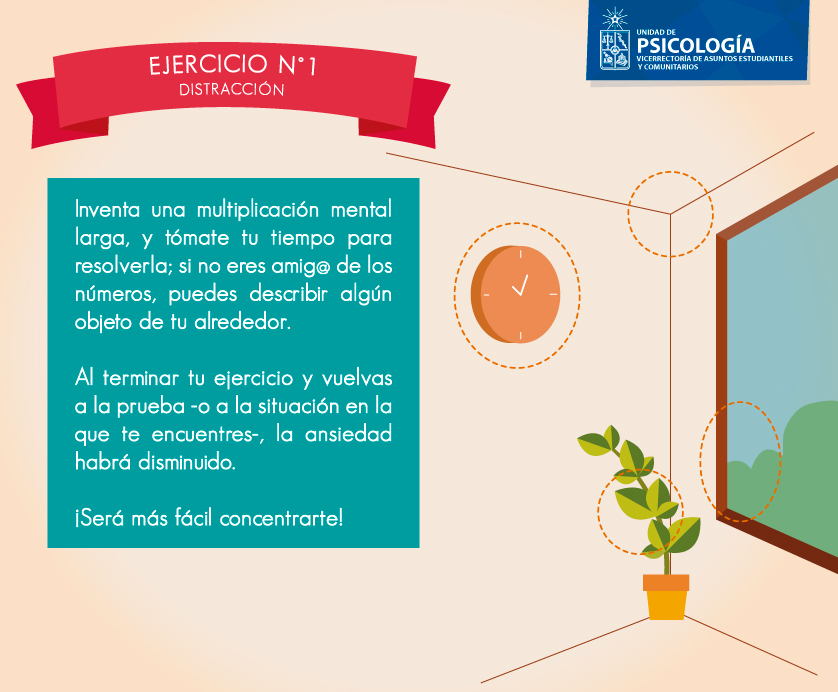 UNIDAD DE
PSICOLOGÍA
VICERRECTORÍA DE ASUNTOS ESTUDIANTILES
Y COMUNITARIOS
EJERCICIO N°1
DISTRACCIÓN
Inventa una multiplicación mental
larga, y tómate tu tiempo para
resolverla; si no eres amig@ de los
números, puedes describir algún
objeto de tu alrededor.
Al terminar tu ejercicio y vuelvas
a la prueba -o a la situación en la
que te encuentres-, la ansiedad
habrá disminuido.
¡Será más fácil concentrarte!